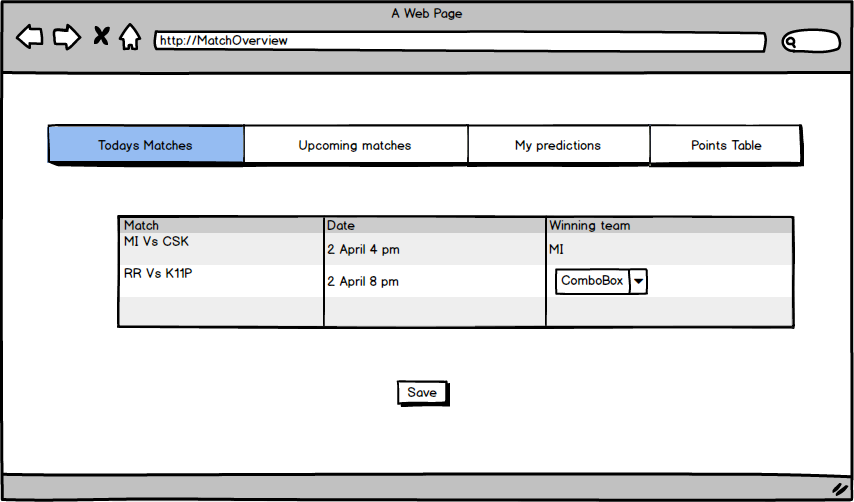 A Web Page
http://MatchOverview
Todays Matches Upcoming matches My predictions Points Table
Match Date Winning team
MI Vs CSK 2 April 4 pm MI
RR Vs K11P 2 April 8 pm ComboBox
Save